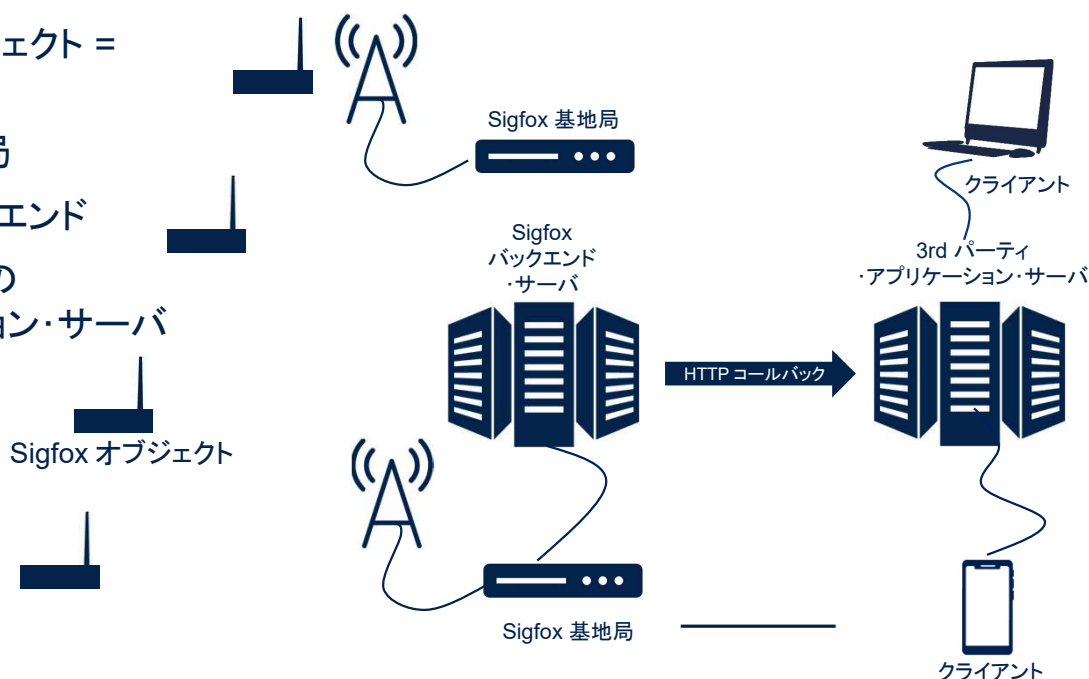 ェクト =
局
エンド
の
ョン・サーバ
Sigfox オブジェクト
Sigfox 基地局
Sigfox
バックエンド
・サーバ
HTTP コールバック
Sigfox 基地局
クライアント
3rd パーティ
・アプリケーション・サーバ
クライアント